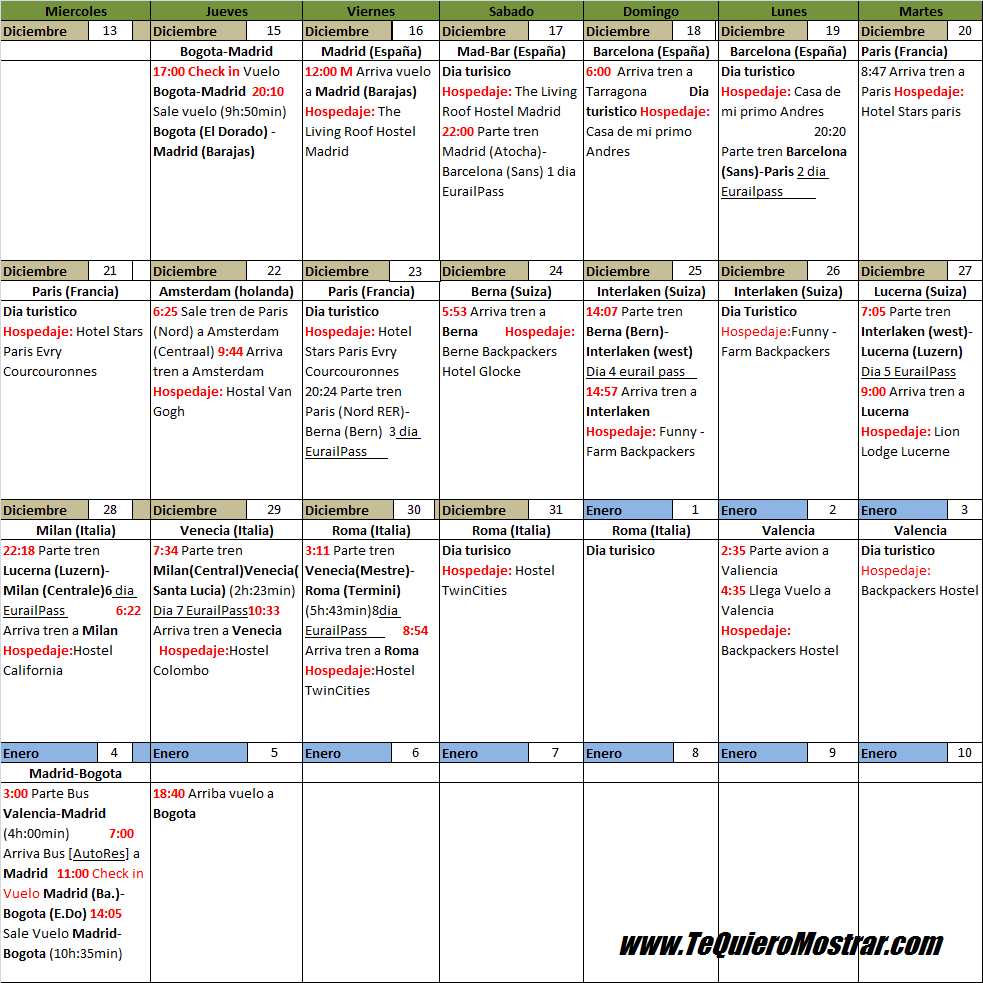 Miercoles Jueves Viernes Sabado Domingo Lunes Martes
Diciembre 13 Diciembre 15 Diciembre 16 Diciembre 17 Diciembre 18 Diciembre 19 Diciembre 20
Bogota-Madrid
17:00 Check in Vuelo
Bogota-Madrid 20:10
Sale vuelo (9h:50min)
Bogota (El Dorado) -
Madrid (Barajas)
Madrid (España)
12:00 M Arriva vuelo
a Madrid (Barajas)
Hospedaje: The
Living Roof Hostel
Madrid
Mad-Bar (España)
Dia turisico
Hospedaje: The Living
Roof Hostel Madrid
22:00 Parte tren
Madrid (Atocha)-
Barcelona (Sans) 1 dia
EurailPass
Barcelona (España)
6:00 Arriva tren a
Tarragona Dia
turistico Hospedaje:
Casa de mi primo
Andres
Barcelona (España)
Dia turistico
Hospedaje: Casa de
mi primo Andres
20:20
Parte tren Barcelona
(Sans)-Paris 2 dia
Eurailpass
Paris (Francia)
8:47 Arriva tren a
Paris Hospedaje:
Hotel Stars paris
Diciembre 21 Diciembre 22 Diciembre 23 Diciembre 24 Diciembre 25 Diciembre 26 Diciembre 27
Paris (Francia)
Dia turistico
Hospedaje: Hotel Stars
Paris Evry
Courcouronnes
Amsterdam (holanda)
6:25 Sale tren de Paris
(Nord) a Amsterdam
(Centraal) 9:44 Arriva
tren a Amsterdam
Hospedaje: Hostal Van
Gogh
Paris (Francia)
Dia turistico
Hospedaje: Hotel
Stars Paris Evry
Courcouronnes
20:24 Parte tren
Paris (Nord RER)-
Berna (Bern) 3 dia
EurailPass
Berna (Suiza)
5:53 Arriva tren a
Berna Hospedaje:
Berne Backpackers
Hotel Glocke
Interlaken (Suiza)
14:07 Parte tren
Berna (Bern)-
Interlaken (west)
Dia 4 eurail pass
14:57 Arriva tren a
Interlaken
Hospedaje: Funny -
Farm Backpackers
Interlaken (Suiza)
Dia Turistico
Hospedaje:Funny -
Farm Backpackers
Lucerna (Suiza)
7:05 Parte tren
Interlaken (west)-
Lucerna (Luzern)
Dia 5 EurailPass
9:00 Arriva tren a
Lucerna
Hospedaje: Lion
Lodge Lucerne
Diciembre 28 Diciembre 29 Diciembre 30 Diciembre 31 Enero 1 Enero 2 Enero 3
Milan (Italia)
22:18 Parte tren
Lucerna (Luzern)-
Milan (Centrale)6 dia
EurailPass 6:22
Arriva tren a Milan
Hospedaje:Hostel
California
Venecia (Italia)
7:34 Parte tren
Milan(Central)Venecia(
Santa Lucia) (2h:23min)
Dia 7 EurailPass10:33
Arriva tren a Venecia
Hospedaje:Hostel
Colombo
Roma (Italia)
3:11 Parte tren
Venecia(Mestre)-
Roma (Termini)
(5h:43min)8dia
EurailPass 8:54
Arriva tren a Roma
Hospedaje:Hostel
TwinCities
Roma (Italia)
Dia turisico
Hospedaje: Hostel
TwinCities
Roma (Italia)
Dia turisico
Valencia
2:35 Parte avion a
Valiencia
4:35 Llega Vuelo a
Valencia
Hospedaje:
Backpackers Hostel
Valencia
Dia turistico
Hospedaje:
Backpackers Hostel
Enero 4 Enero 5 Enero 6 Enero 7 Enero 8 Enero 9 Enero 10
Madrid-Bogota
3:00 Parte Bus
Valencia-Madrid
(4h:00min) 7:00
Arriva Bus [AutoRes] a
Madrid 11:00 Check in
Vuelo Madrid (Ba.)-
Bogota (E.Do) 14:05
Sale Vuelo Madrid-
Bogota (10h:35min)
18:40 Arriba vuelo a
Bogota
www.TeQuieroMostrar.com